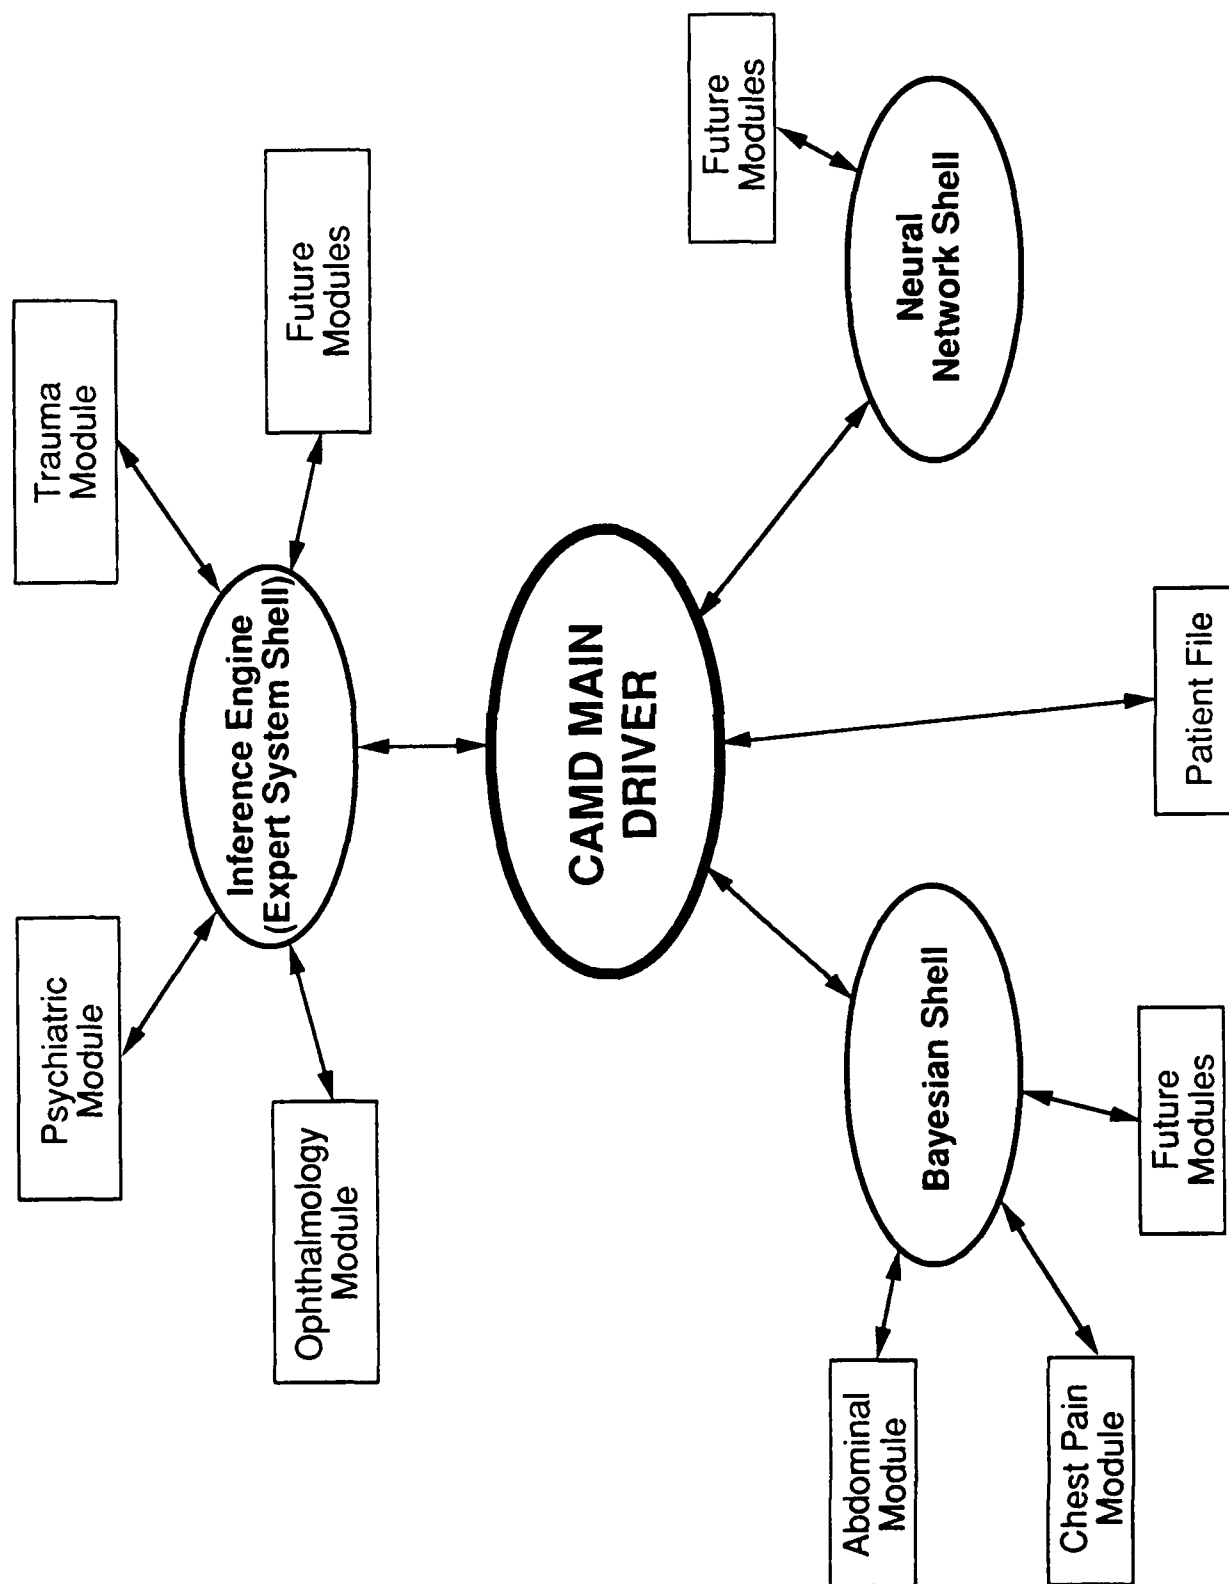 Psychiatric
Module
Trauma
Module
Ophthalmology
Module
Inference Engine
(Expert System Shell)
Future
Modules
CAMD MAIN
DRIVER
Abdominal
Module
Chest Pain
Module
Bayesian Shell
Future
Modules
Patient File
Neural
Network Shell
Future
Modules